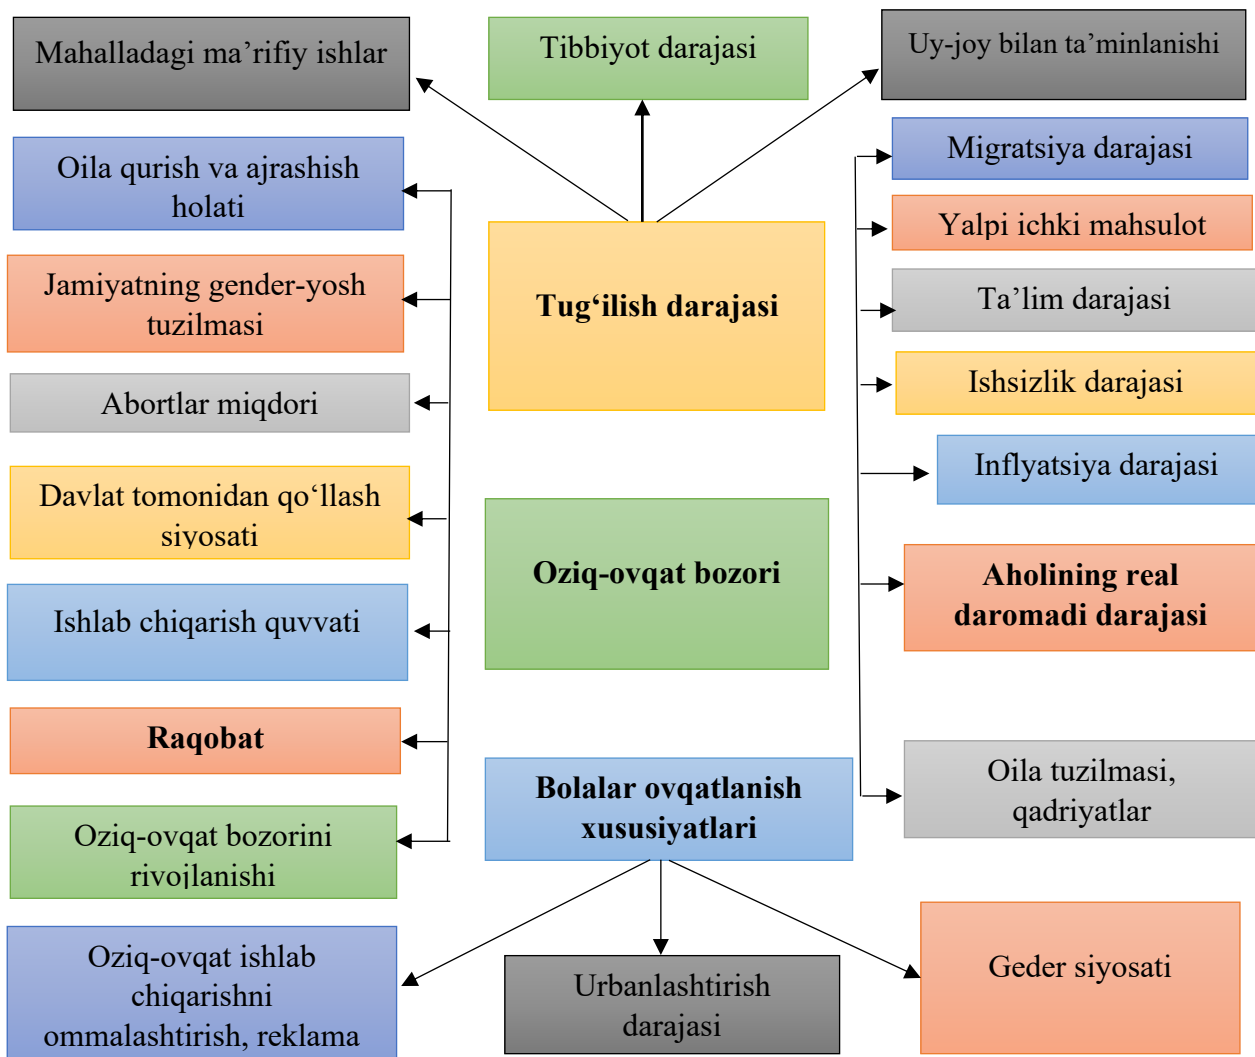 Mahalladagi ma’rifiy ishlar
Tibbiyot darajasi
Uy-joy bilan ta’minlanishi
Oila qurish va ajrashish
holati
Migratsiya darajasi
Yalpi ichki mahsulot
Jamiyatning gender-yosh
tuzilmasi
Tug‘ilish darajasi
Ta’lim darajasi
Abortlar miqdori
Ishsizlik darajasi
Davlat tomonidan qo‘llash
siyosati
Inflyatsiya darajasi
Oziq-ovqat bozori
Aholining real
daromadi darajasi
Ishlab chiqarish quvvati
Raqobat
Bolalar ovqatlanish
xususiyatlari
Oila tuzilmasi,
qadriyatlar
Oziq-ovqat bozorini
rivojlanishi
Oziq-ovqat ishlab
chiqarishni
ommalashtirish, reklama
Urbanlashtirish
darajasi
Geder siyosati